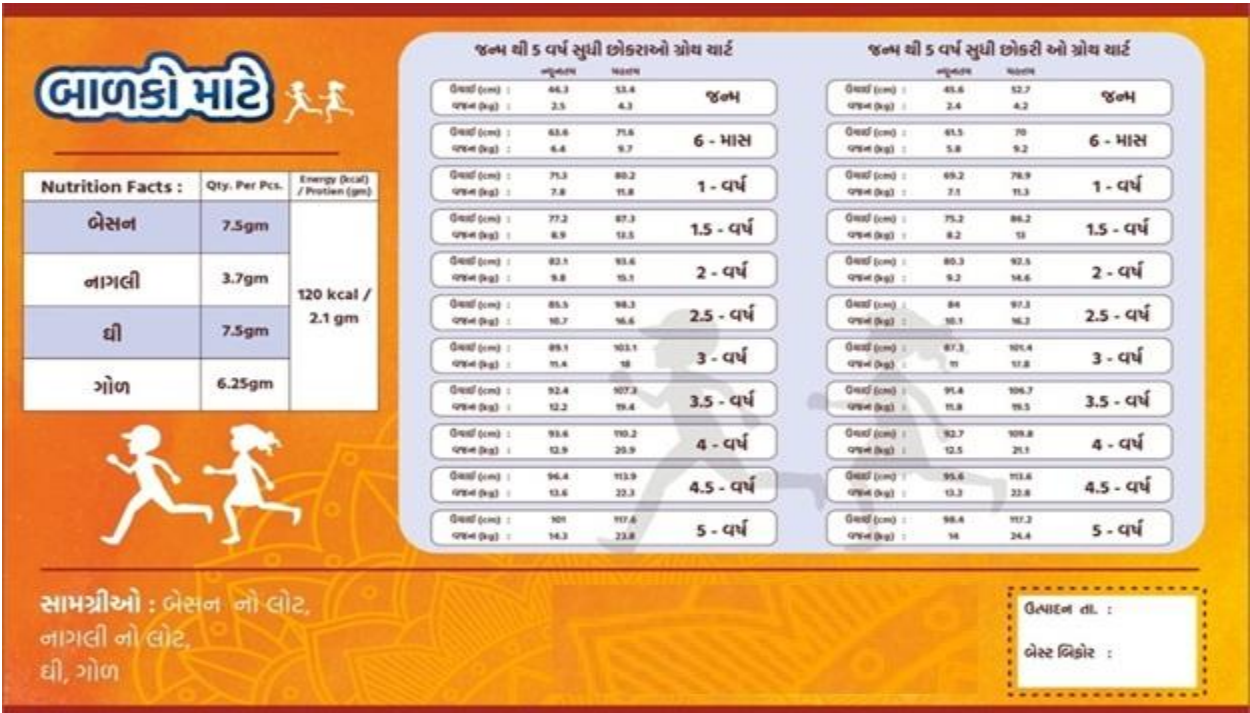 બાળકો માટે
Nutrition Facts : Qty. Per Pcs. Energy (kcal) / Protien (gm)
બેસન 7.5gm
નાગલી 3.7gm
ઘી 7.5gm
ગોળ 6.25gm
120 kcal /
2.1 gm
જન્મ થી 5 વર્ષ સુધી છોકરાઓ ગ્રોથ ચાર્ટ
ન્યૂનતમ મહત્તમ
ઉંચાઈ (cm) : 46.3 53.4
વજન (kg) : 2.5 4.3
જન્મ
ઉંચાઈ (cm) : 63.6 71.6
વજન (kg) : 6.4 9.7
6 - માસ
ઉંચાઈ (cm) : 71.3 80.2
વજન (kg) : 7.8 11.8
1 - વર્ષ
ઉંચાઈ (cm) : 77.2 87.3
વજન (kg) : 8.9 13.5
1.5 - વર્ષ
ઉંચાઈ (cm) : 82.1 93.6
વજન (kg) : 9.8 15.1
2 - વર્ષ
ઉંચાઈ (cm) : 85.5 98.3
વજન (kg) : 10.7 16.6
2.5 - વર્ષ
ઉંચાઈ (cm) : 89.1 103.1
વજન (kg) : 11.4 18
3 - વર્ષ
ઉંચાઈ (cm) : 92.4 107.3
વજન (kg) : 12.2 19.4
3.5 - વર્ષ
ઉંચાઈ (cm) : 93.6 110.2
વજન (kg) : 12.9 20.9
4 - વર્ષ
ઉંચાઈ (cm) : 96.4 113.9
વજન (kg) : 13.6 22.3
4.5 - વર્ષ
ઉંચાઈ (cm) : 101 117.6
વજન (kg) : 14.3 23.8
5 - વર્ષ
જન્મ થી 5 વર્ષ સુધી છોકરી ઓ ગ્રોથ ચાર્ટ
ન્યૂનતમ મહત્તમ
ઉંચાઈ (cm) : 45.6 52.7
વજન (kg) : 2.4 4.2
જન્મ
ઉંચાઈ (cm) : 61.5 70
વજન (kg) : 5.8 9.2
6 - માસ
ઉંચાઈ (cm) : 69.2 78.9
વજન (kg) : 7.1 11.3
1 - વર્ષ
ઉંચાઈ (cm) : 75.2 86.2
વજન (kg) : 8.2 13
1.5 - વર્ષ
ઉંચાઈ (cm) : 80.3 92.5
વજન (kg) : 9.2 14.6
2 - વર્ષ
ઉંચાઈ (cm) : 84 97.3
વજન (kg) : 10.1 16.2
2.5 - વર્ષ
ઉંચાઈ (cm) : 87.3 101.4
વજન (kg) : 11 17.8
3 - વર્ષ
ઉંચાઈ (cm) : 91.4 106.7
વજન (kg) : 11.8 19.5
3.5 - વર્ષ
ઉંચાઈ (cm) : 92.7 109.8
વજન (kg) : 12.5 21.1
4 - વર્ષ
ઉંચાઈ (cm) : 95.6 113.6
વજન (kg) : 13.2 22.8
4.5 - વર્ષ
ઉંચાઈ (cm) : 98.4 117.2
વજન (kg) : 14 24.4
5 - વર્ષ
સામગ્રીઓ : બેસન નો લોટ,
નાગલી નો લોટ,
ઘી, ગોળ
ઉત્પાદન તા. :
બેસ્ટ બિફોર :